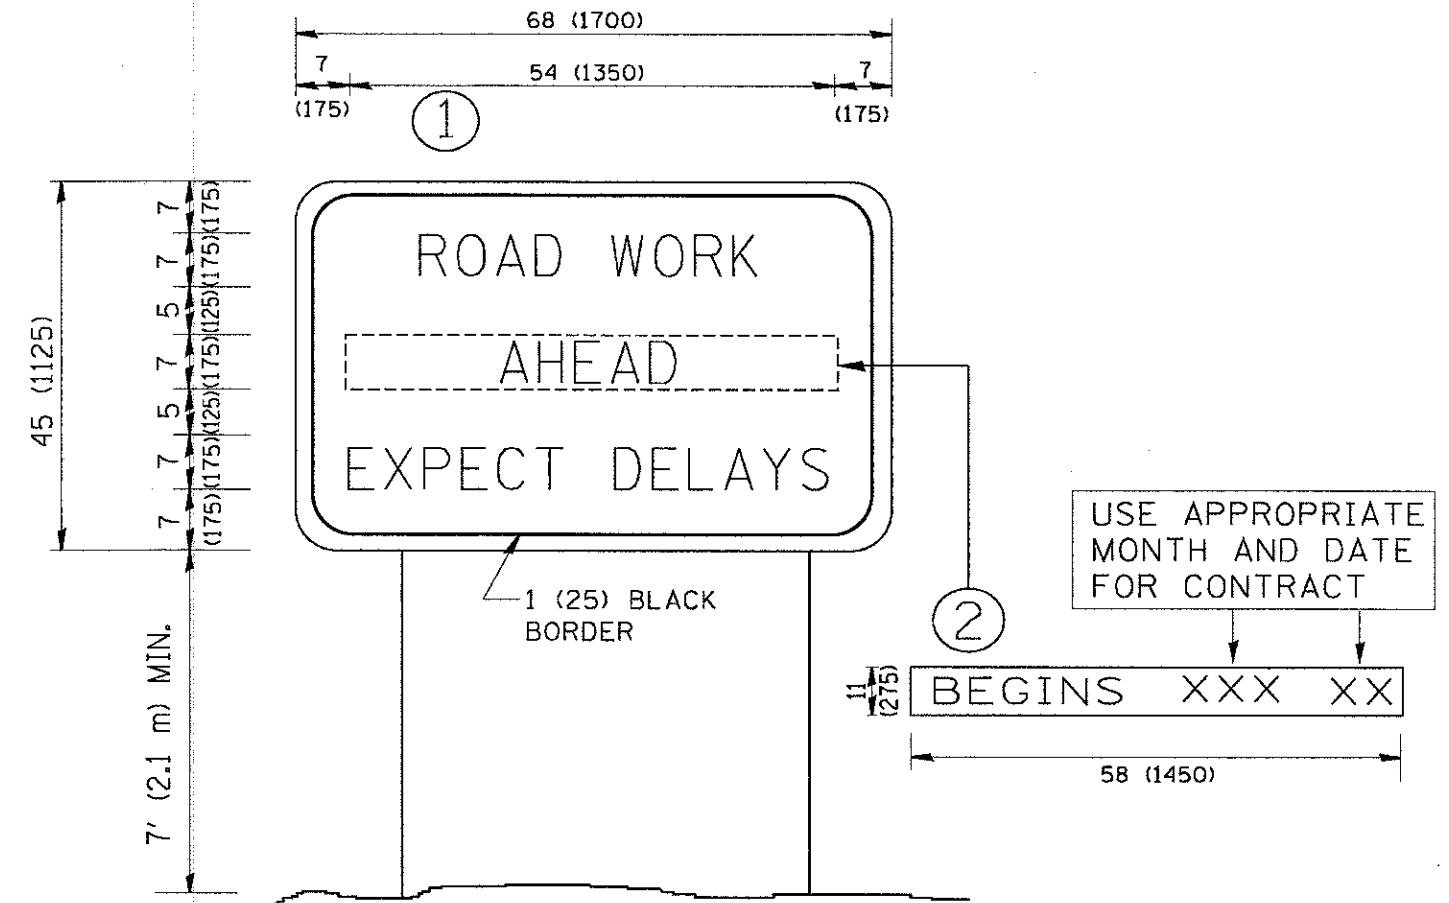 68 (1700)
7 54 (1350) 7
(175) (175)
1
45 (1125)
7 (175)
7 (175)
5 (125)
7 (175)
5 (125)
7 (175)
7 (175)
ROAD WORK
AHEAD
EXPECT DELAYS
1 (25) BLACK
BORDER
7' (2.1 m) MIN.
2
USE APPROPRIATE
MONTH AND DATE
FOR CONTRACT
11
(275)
BEGINS XXX XX
58 (1450)